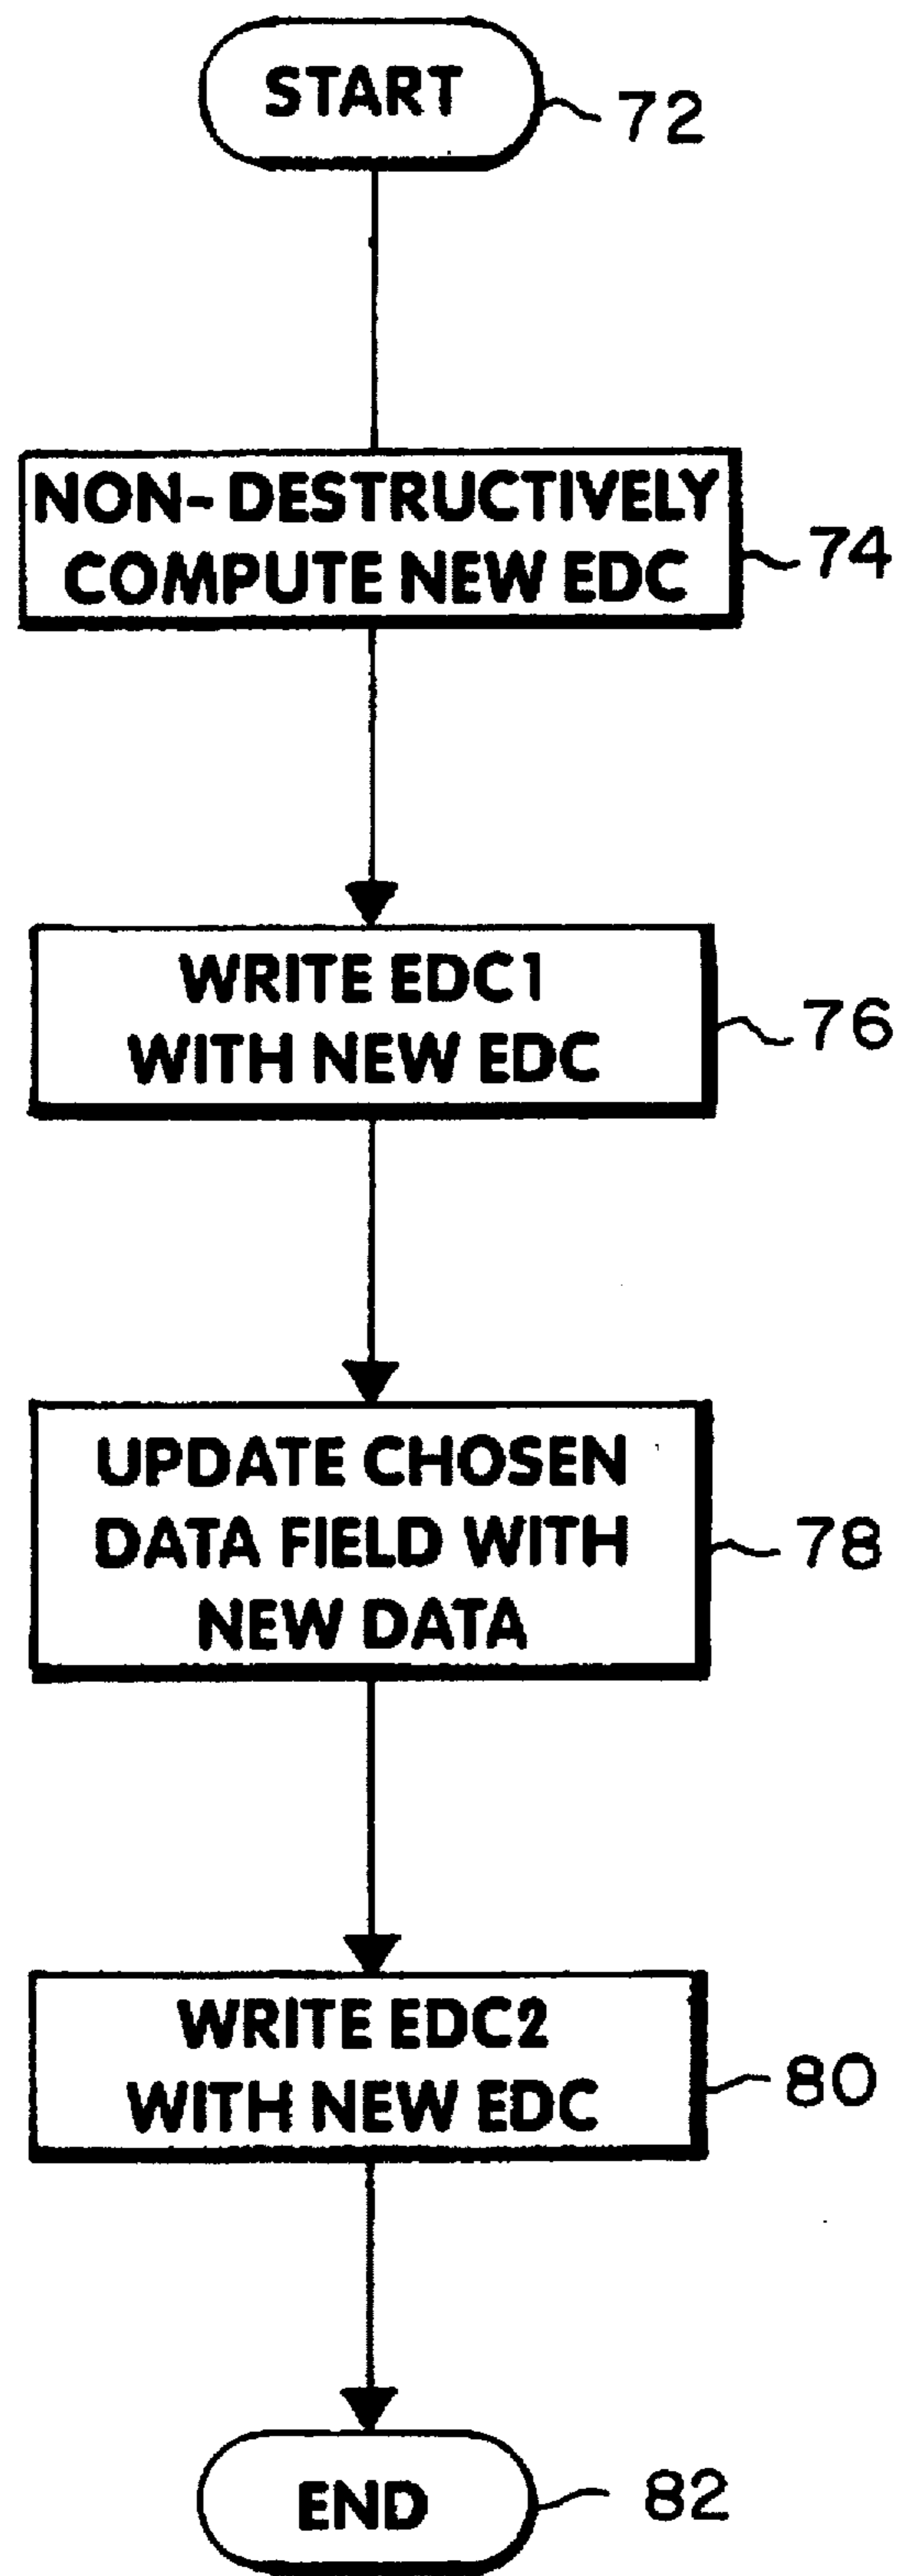 START
72
NON- DESTRUCTIVELY
COMPUTE NEW EDC
74
WRITE EDC1
WITH NEW EDC
76
UPDATE CHOSEN
DATA FIELD WITH
NEW DATA
78
WRITE EDC2
WITH NEW EDC
80
END
82